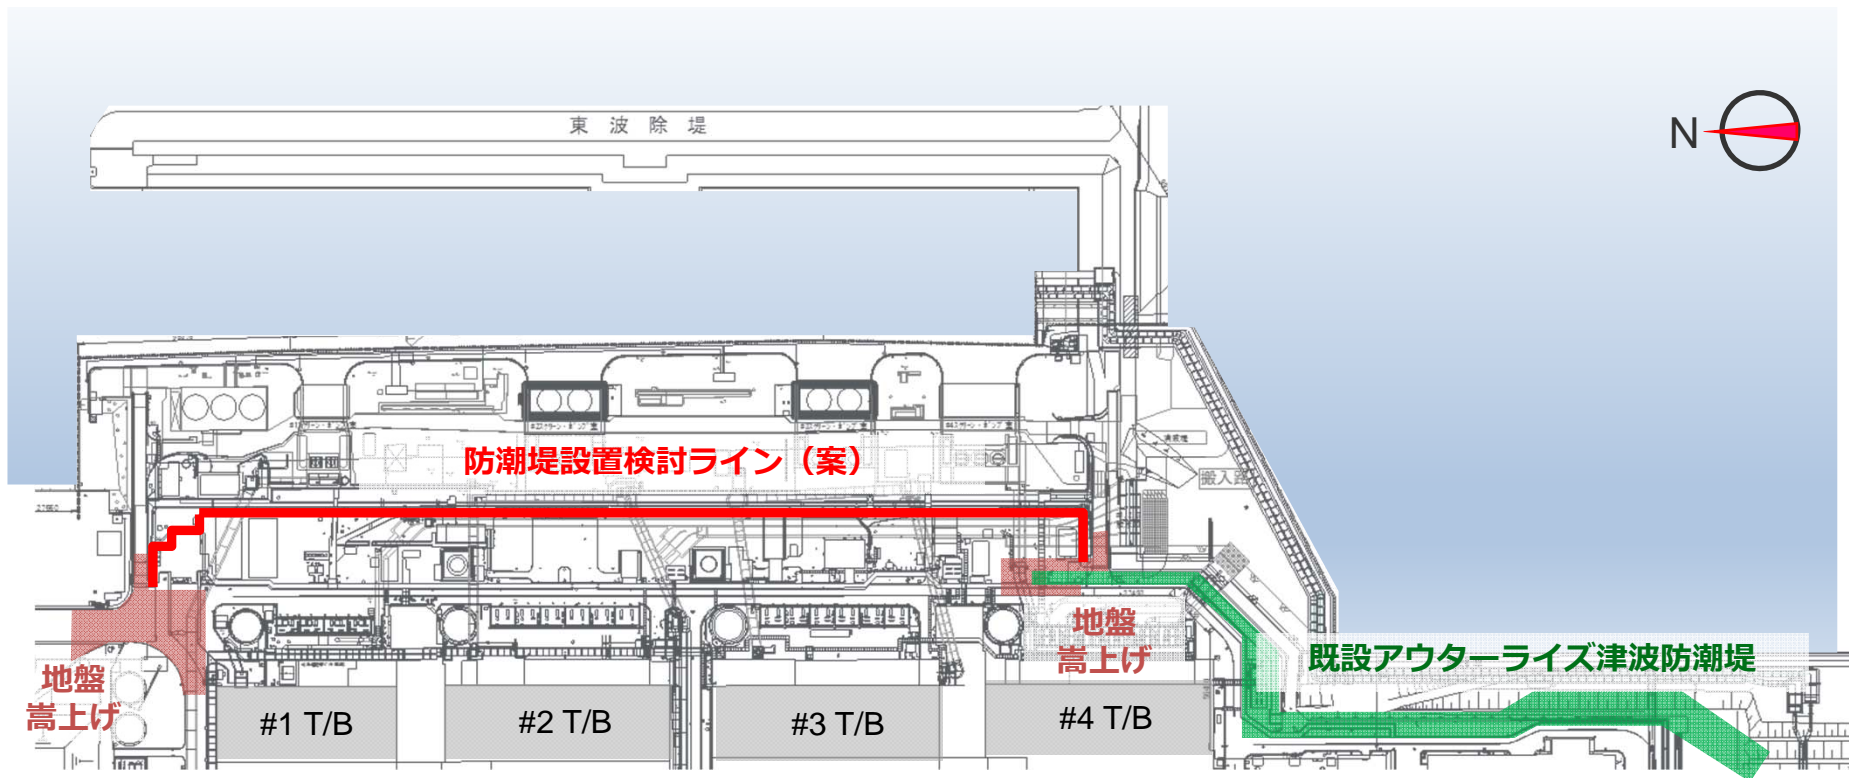 東波除堤
N
防潮堤設置検討ライン（案）
搬入路
地盤
嵩上げ
既設アウターライズ津波防潮堤
地盤
嵩上げ
#1 T/B
#2 T/B
#3 T/B
#4 T/B